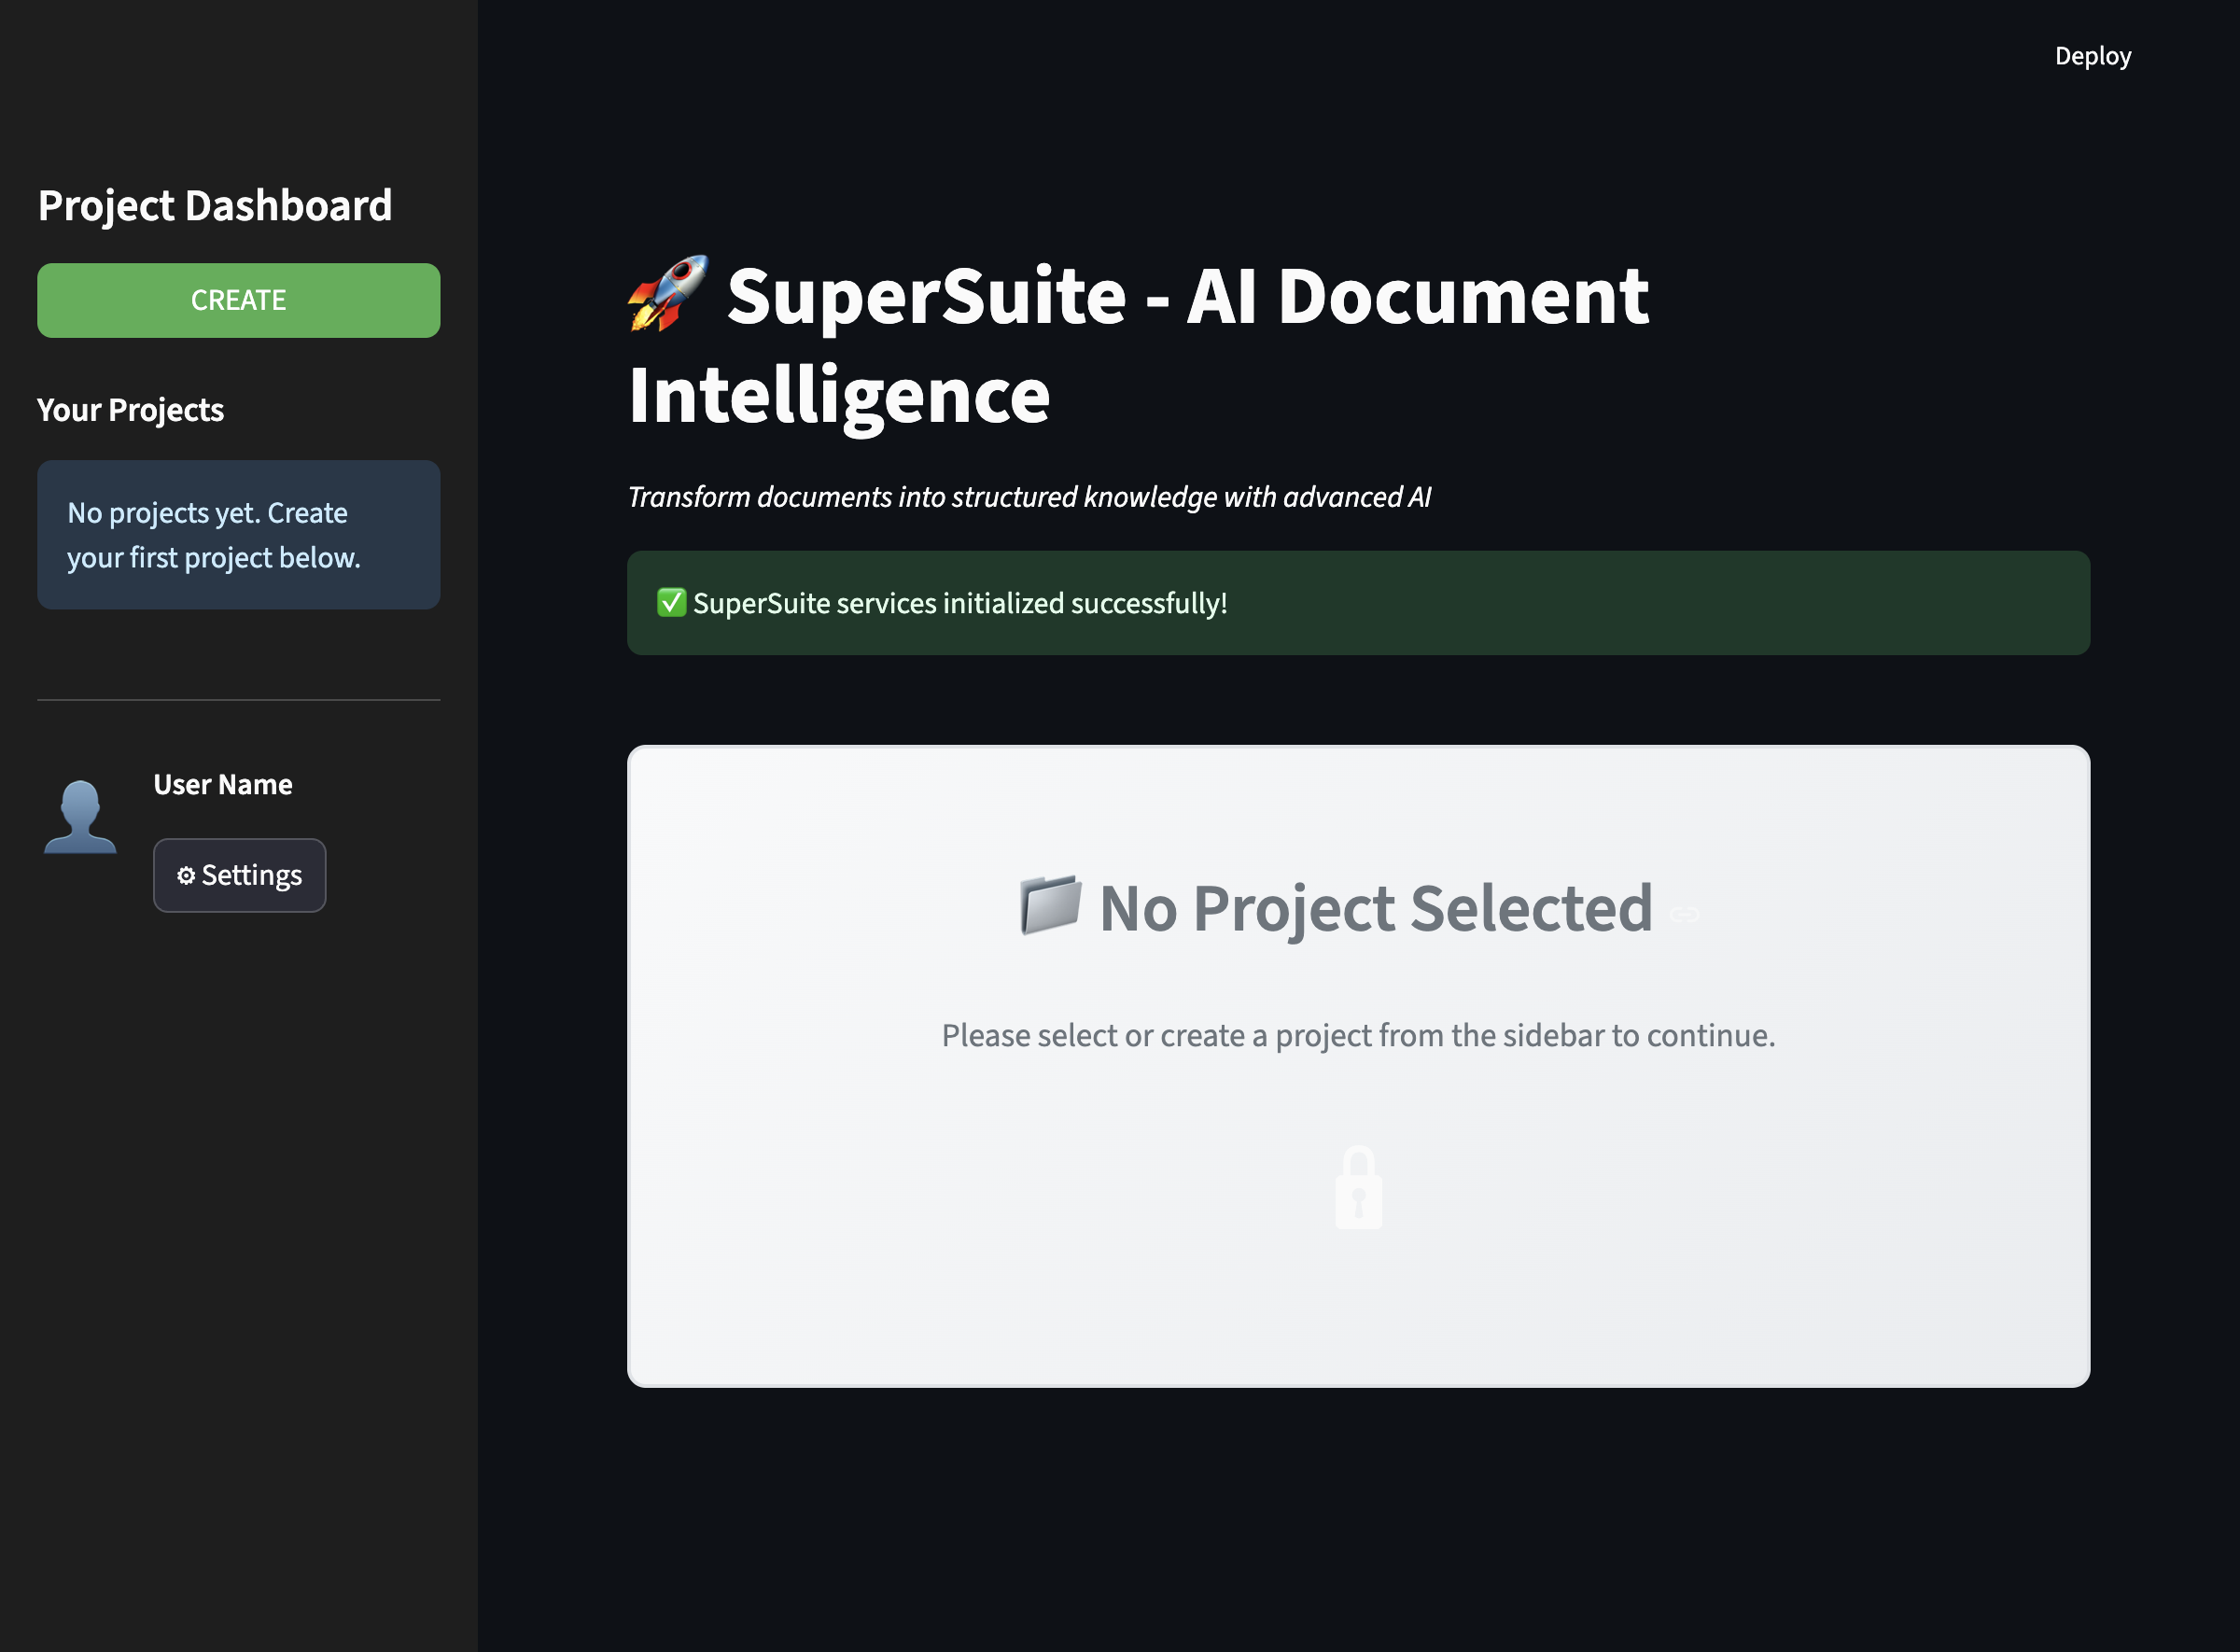 Deploy
Project Dashboard
CREATE
Your Projects
No projects yet. Create
your first project below.
User Name
⚙ Settings
🚀 SuperSuite - AI Document
Intelligence
Transform documents into structured knowledge with advanced AI
✅ SuperSuite services initialized successfully!
📁 No Project Selected
Please select or create a project from the sidebar to continue.